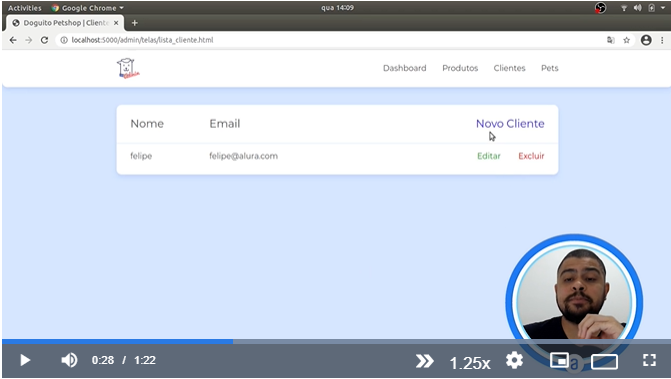 Activities Google Chrome qua 14:09
Doguito Petshop | Cliente
localhost:5000/admin/telas/lista_cliente.html
Dashboard Produtos Clientes Pets
Nome Email Novo Cliente
felipe felipe@alura.com Editar Excluir
0:28 / 1:22 1.25x